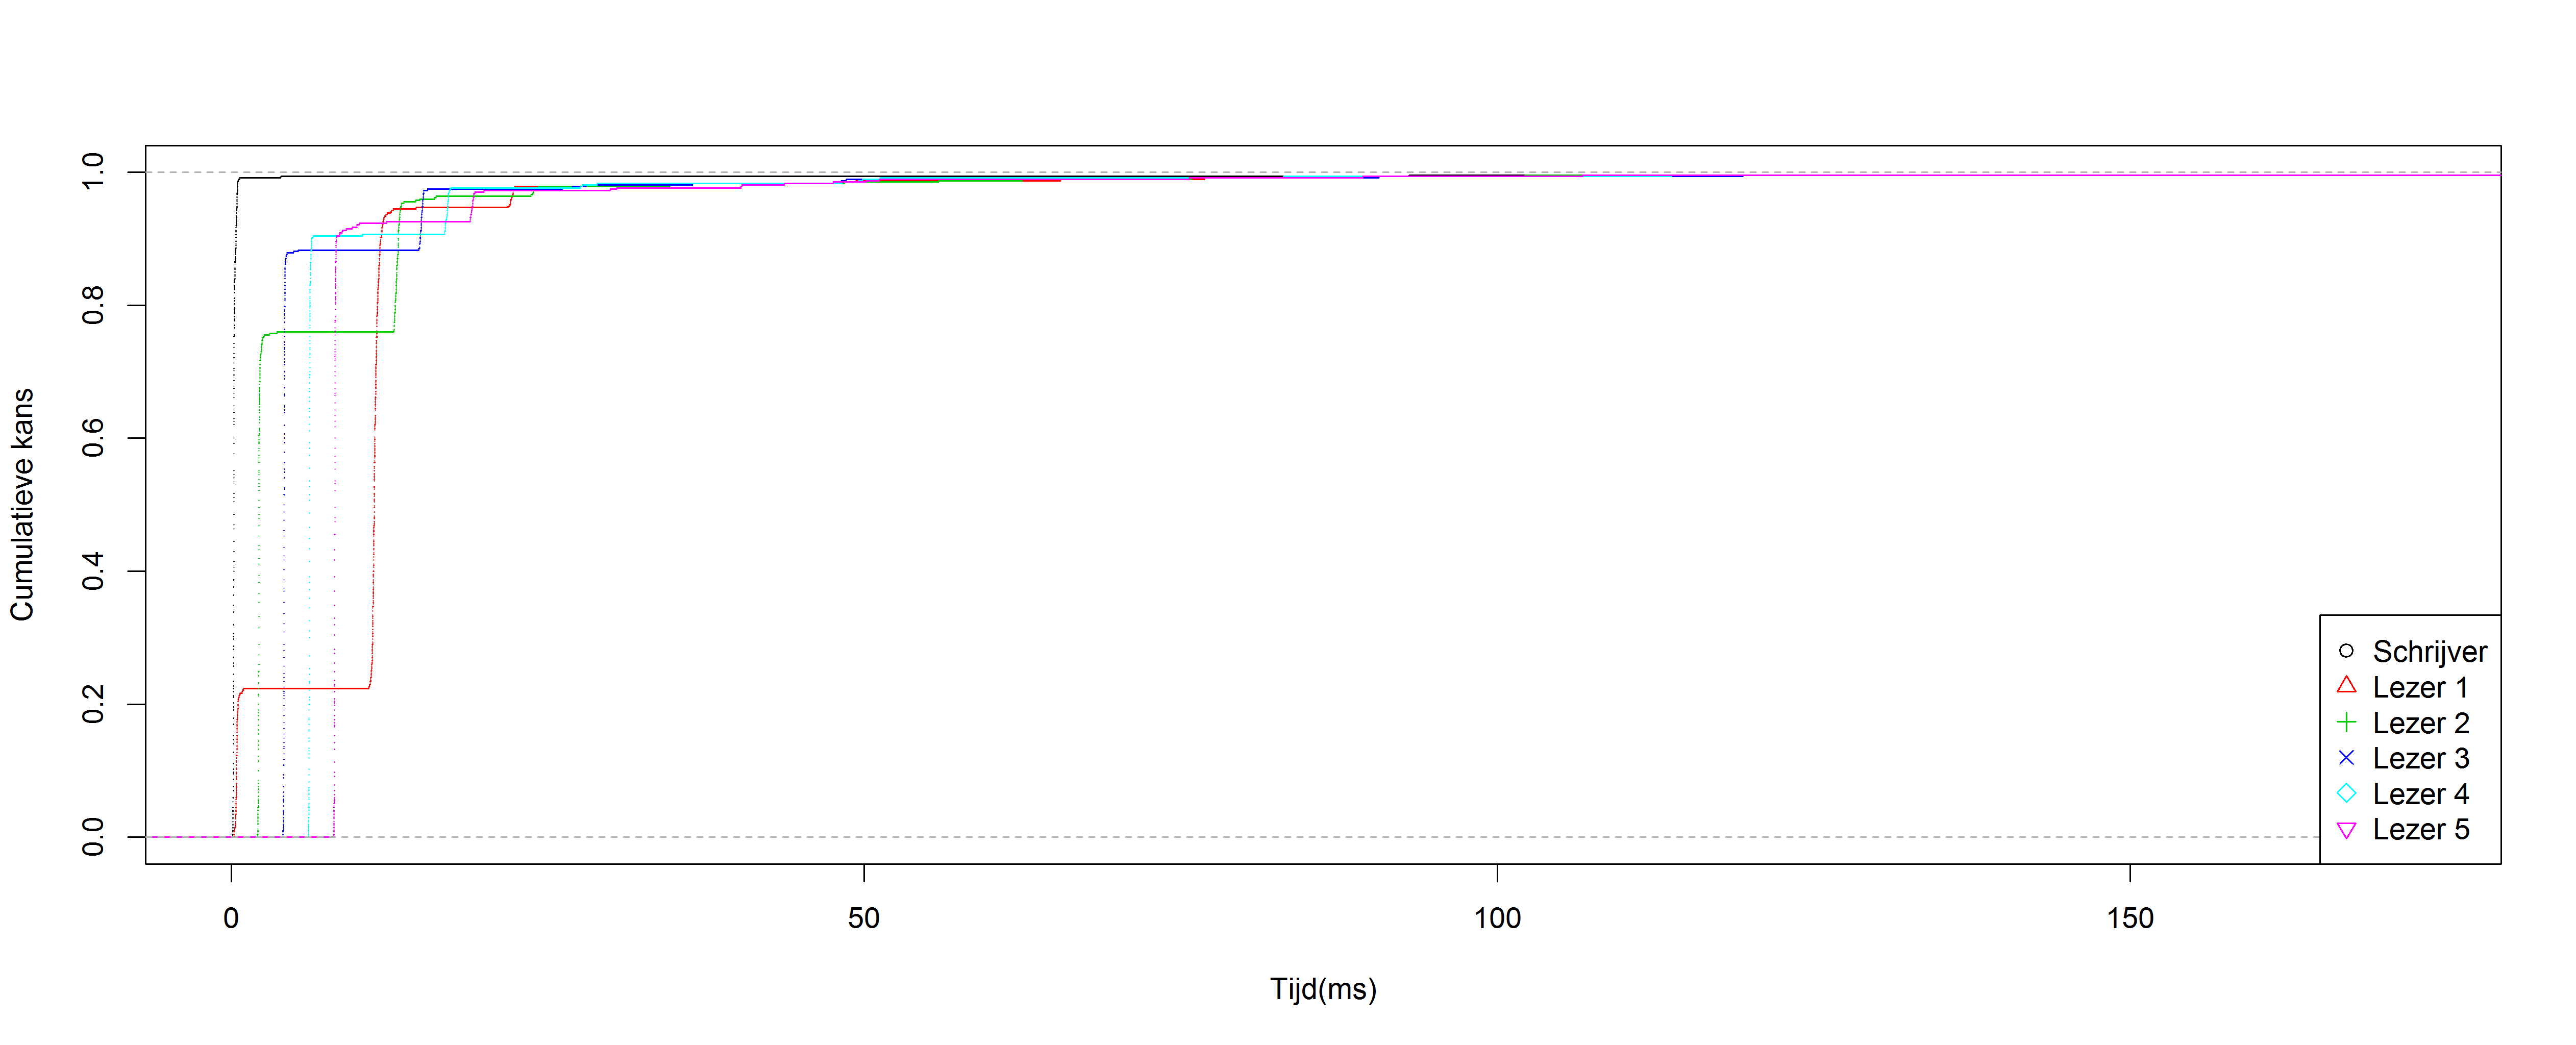 Cumulatieve kans
1.0
0.8
0.6
0.4
0.2
0.0
0
50
100
150
Tijd(ms)
Schrijver
Lezer 1
Lezer 2
Lezer 3
Lezer 4
Lezer 5